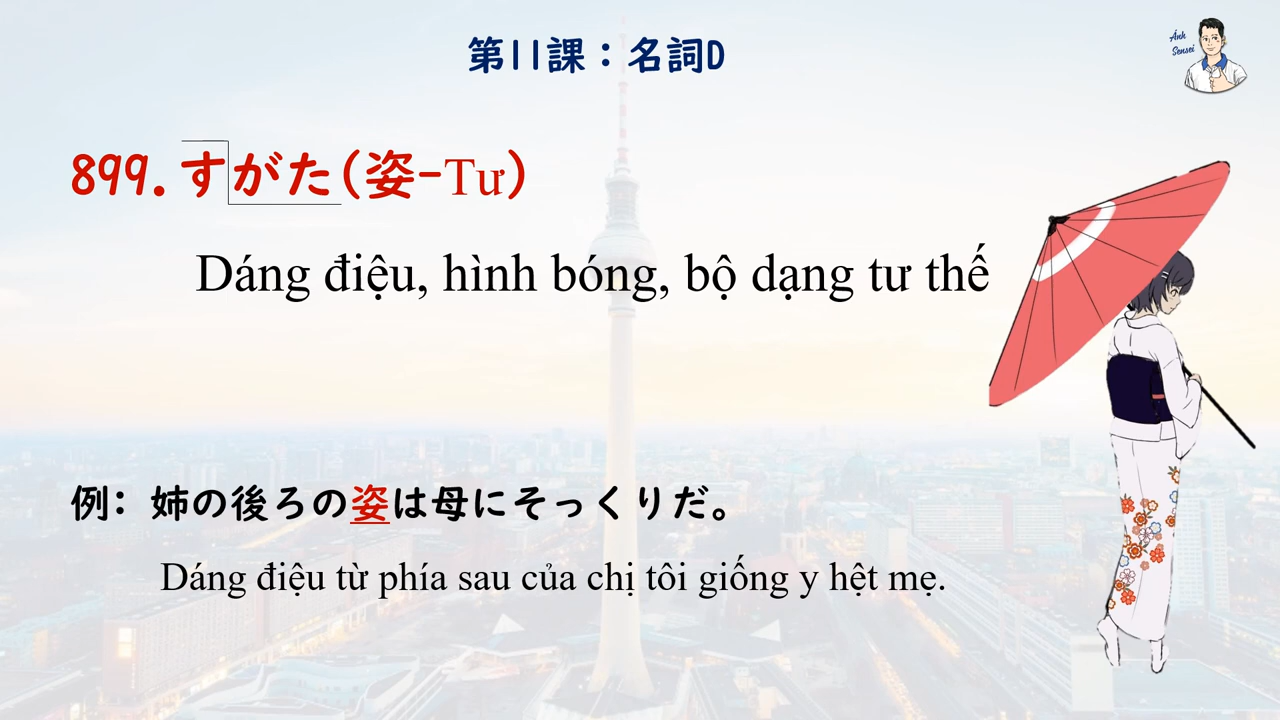 第11課：名詞D
Ánh
Sensei
899.すがた(姿-Tư)
Dáng điệu, hình bóng, bộ dạng tư thế
例: 姉の後ろの姿は母にそっくりだ。
Dáng điệu từ phía sau của chị tôi giống y hệt mẹ.